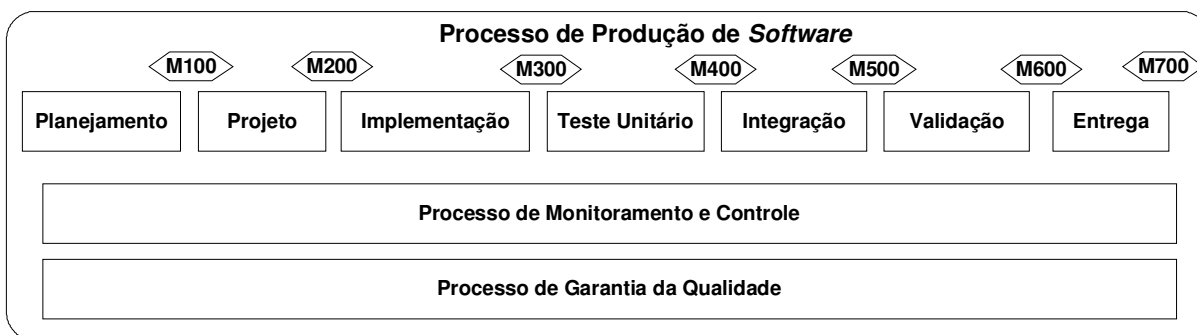 Processo de Produção de Software
M100 M200 M300 M400 M500 M600 M700
Planejamento Projeto Implementação Teste Unitário Integração Validação Entrega
Processo de Monitoramento e Controle
Processo de Garantia da Qualidade